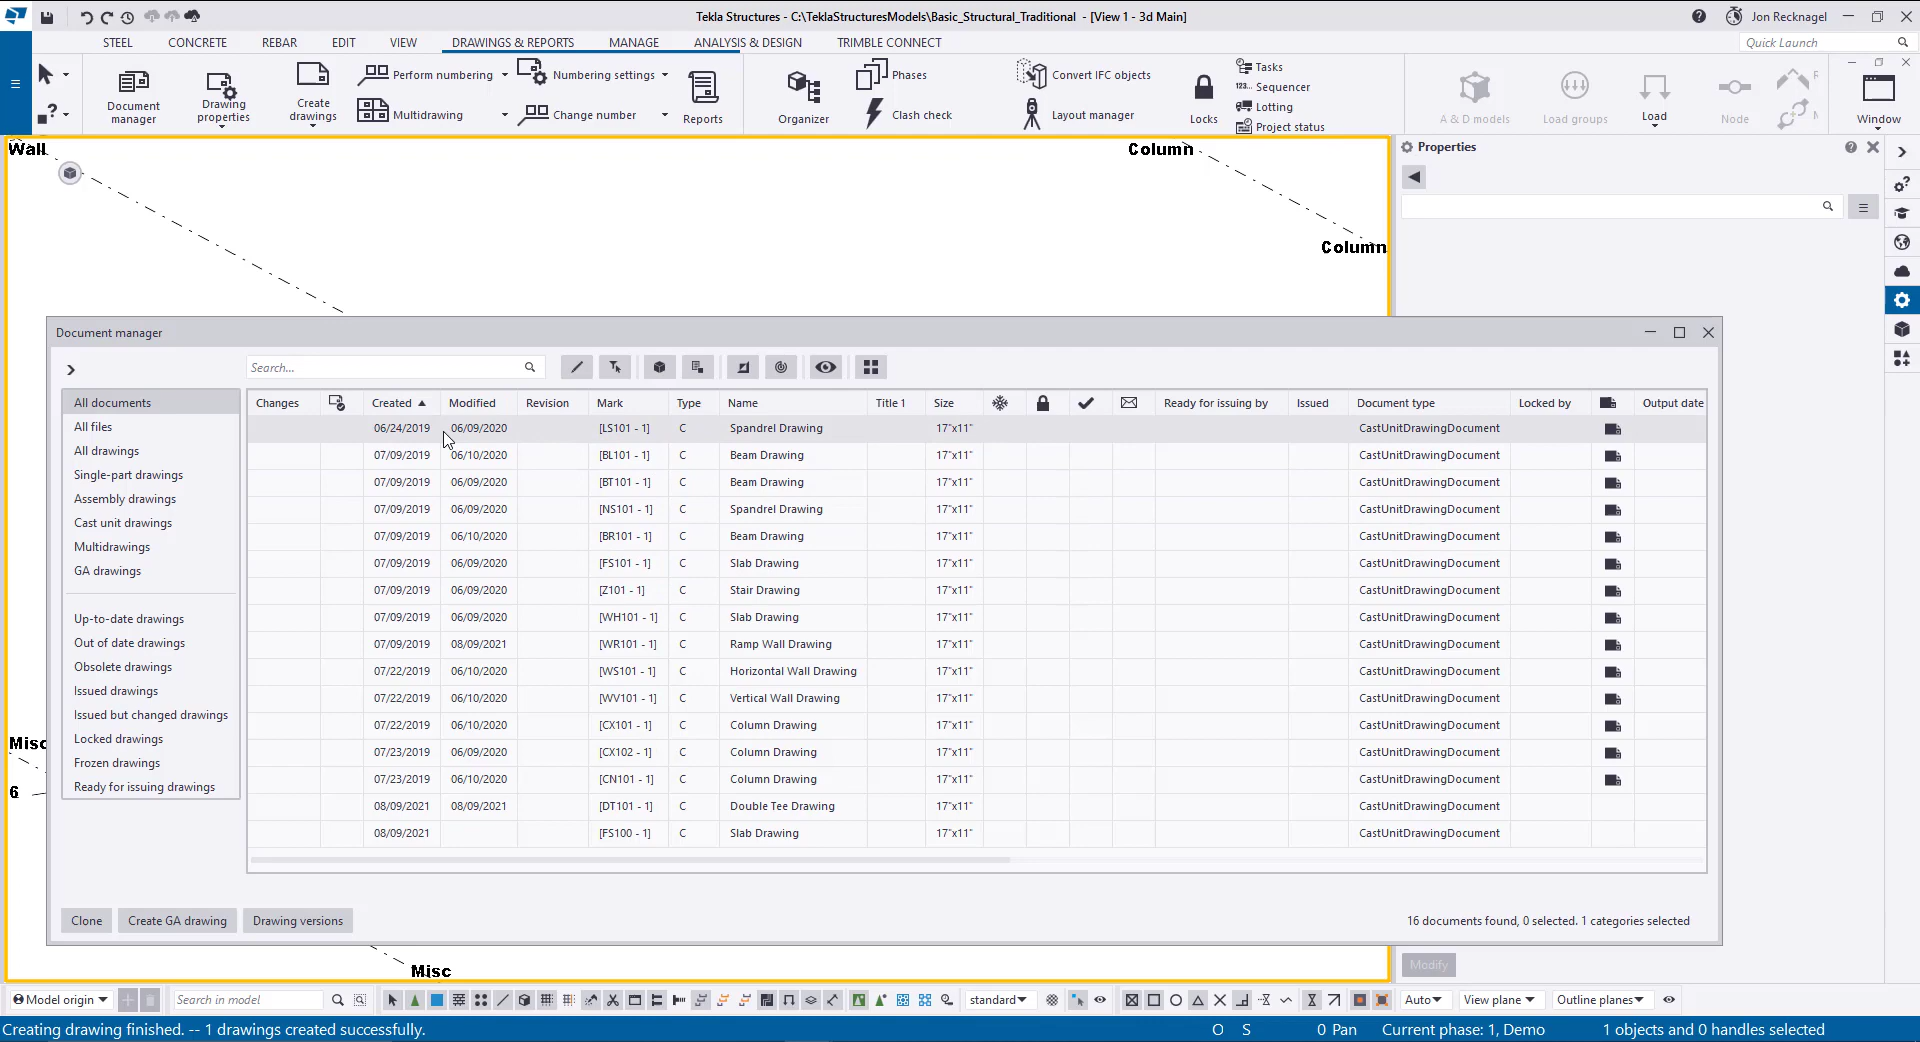 Tekla Structures - C:\TeklaStructuresModels\Basic_Structural_Traditional - [View 1 - 3d Main]
Jon Recknagel
STEEL CONCRETE REBAR EDIT VIEW DRAWINGS & REPORTS MANAGE ANALYSIS & DESIGN TRIMBLE CONNECT
Quick Launch
Document manager
Drawing properties
Create drawings
Perform numbering
Multidrawing
Numbering settings
Change number
Reports
Organizer
Phases
Clash check
Convert IFC objects
Layout manager
Locks
Tasks
Sequencer
Lotting
Project status
A & D models
Load groups
Load
Node
Window
Wall
Column
Column
Properties
Document manager
Search...
All documents
All files
All drawings
Single-part drawings
Assembly drawings
Cast unit drawings
Multidrawings
GA drawings
Up-to-date drawings
Out of date drawings
Obsolete drawings
Issued drawings
Issued but changed drawings
Locked drawings
Frozen drawings
Ready for issuing drawings
Changes Created Modified Revision Mark Type Name Title 1 Size Ready for issuing by Issued Document type Locked by Output date
06/24/2019 06/09/2020 [LS101 - 1] C Spandrel Drawing 17"x11" CastUnitDrawingDocument
07/09/2019 06/10/2020 [BL101 - 1] C Beam Drawing 17"x11" CastUnitDrawingDocument
07/09/2019 06/09/2020 [BT101 - 1] C Beam Drawing 17"x11" CastUnitDrawingDocument
07/09/2019 06/09/2020 [NS101 - 1] C Spandrel Drawing 17"x11" CastUnitDrawingDocument
07/09/2019 06/10/2020 [BR101 - 1] C Beam Drawing 17"x11" CastUnitDrawingDocument
07/09/2019 06/09/2020 [FS101 - 1] C Slab Drawing 17"x11" CastUnitDrawingDocument
07/09/2019 06/09/2020 [Z101 - 1] C Stair Drawing 17"x11" CastUnitDrawingDocument
07/09/2019 06/09/2020 [WH101 - 1] C Slab Drawing 17"x11" CastUnitDrawingDocument
07/09/2019 08/09/2021 [WR101 - 1] C Ramp Wall Drawing 17"x11" CastUnitDrawingDocument
07/22/2019 06/10/2020 [WS101 - 1] C Horizontal Wall Drawing 17"x11" CastUnitDrawingDocument
07/22/2019 06/10/2020 [WV101 - 1] C Vertical Wall Drawing 17"x11" CastUnitDrawingDocument
07/22/2019 06/10/2020 [CX101 - 1] C Column Drawing 17"x11" CastUnitDrawingDocument
07/23/2019 06/09/2020 [CX102 - 1] C Column Drawing 17"x11" CastUnitDrawingDocument
07/23/2019 06/10/2020 [CN101 - 1] C Column Drawing 17"x11" CastUnitDrawingDocument
08/09/2021 08/09/2021 [DT101 - 1] C Double Tee Drawing 17"x11" CastUnitDrawingDocument
08/09/2021 [FS100 - 1] C Slab Drawing 17"x11" CastUnitDrawingDocument
Clone Create GA drawing Drawing versions
16 documents found, 0 selected. 1 categories selected
Misc
6
Misc
Modify
Model origin Search in model standard Auto View plane Outline planes
Creating drawing finished. -- 1 drawings created successfully. O S 0 Pan Current phase: 1, Demo 1 objects and 0 handles selected